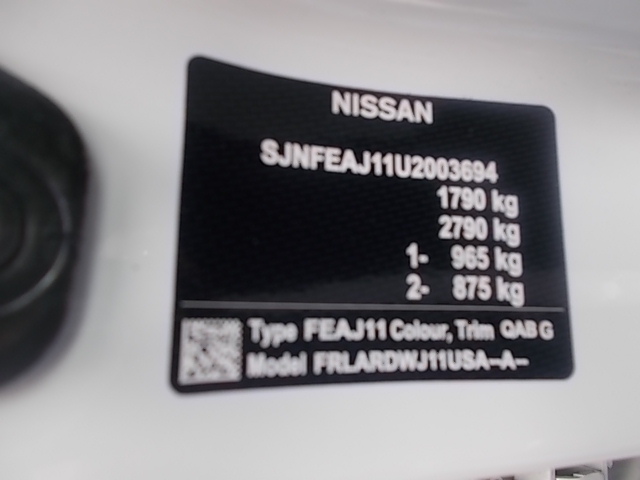 NISSAN
SJNFEAJ11U2003694
1790 kg
2790 kg
1- 965 kg
2- 875 kg
Type FEAJ11 Colour, Trim QAB G
Model FRLARDWJ11USA--A--